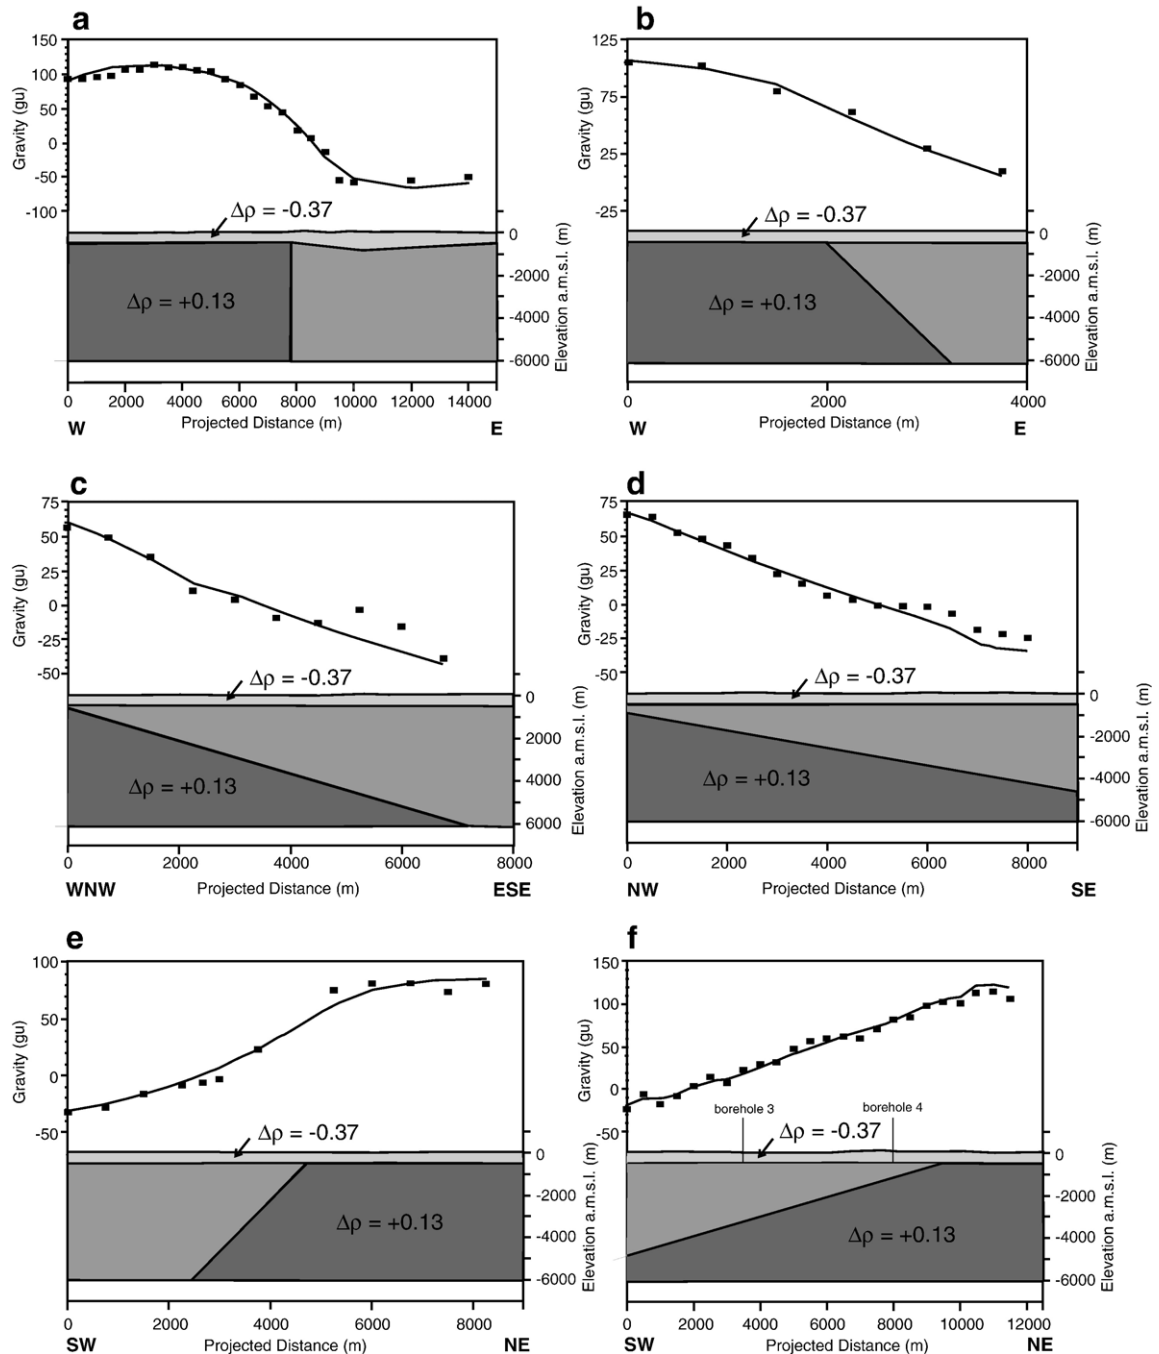 a
150
100
50
0
-50
-100
Gravity (gu)
Δρ = -0.37
Δρ = +0.13
0
-2000
-4000
-6000
Elevation a.m.s.l. (m)
0 2000 4000 6000 8000 10000 12000 14000
W Projected Distance (m) E
b
125
75
25
-25
Gravity (gu)
Δρ = -0.37
Δρ = +0.13
0
-2000
-4000
-6000
Elevation a.m.s.l. (m)
0 2000 4000
W Projected Distance (m) E
c
75
50
25
0
-25
-50
Gravity (gu)
Δρ = -0.37
Δρ = +0.13
0
2000
4000
6000
Elevation a.m.s.l. (m)
0 2000 4000 6000 8000
WNW Projected Distance (m) ESE
d
75
50
25
0
-25
-50
Gravity (gu)
Δρ = -0.37
Δρ = +0.13
0
-2000
-4000
-6000
Elevation a.m.s.l. (m)
0 2000 4000 6000 8000
NW Projected Distance (m) SE
e
100
50
0
-50
Gravity (gu)
Δρ = -0.37
Δρ = +0.13
0
-2000
-4000
-6000
Elevation a.m.s.l. (m)
0 2000 4000 6000 8000
SW Projected Distance (m) NE
f
150
100
50
0
-50
Gravity (gu)
borehole 3 borehole 4
Δρ = -0.37
Δρ = +0.13
0
-2000
-4000
-6000
Elevation a.m.s.l. (m)
0 2000 4000 6000 8000 10000 12000
SW Projected Distance (m) NE